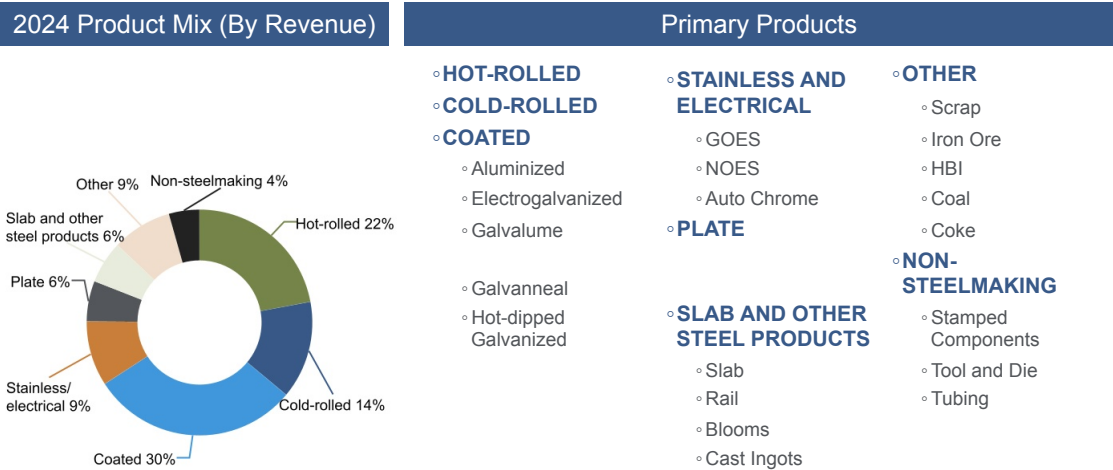 2024 Product Mix (By Revenue)
Other 9%
Non-steelmaking 4%
Slab and other
steel products 6%
Hot-rolled 22%
Plate 6%
Stainless/
electrical 9%
Cold-rolled 14%
Coated 30%
Primary Products
◦HOT-ROLLED
◦COLD-ROLLED
◦COATED
◦Aluminized
◦Electrogalvanized
◦Galvalume
◦Galvanneal
◦Hot-dipped
Galvanized
◦STAINLESS AND
ELECTRICAL
◦GOES
◦NOES
◦Auto Chrome
◦PLATE
◦SLAB AND OTHER
STEEL PRODUCTS
◦Slab
◦Rail
◦Blooms
◦Cast Ingots
◦OTHER
◦Scrap
◦Iron Ore
◦HBI
◦Coal
◦Coke
◦NON-
STEELMAKING
◦Stamped
Components
◦Tool and Die
◦Tubing